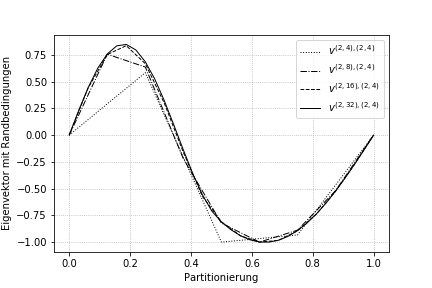 Eigenvektor mit Randbedingungen
0.75
0.50
0.25
0.00
−0.25
−0.50
−0.75
−1.00
0.0
0.2
0.4
0.6
0.8
1.0
Partitionierung
v^{(2,4),(2,4)}
v^{(2,8),(2,4)}
v^{(2,16),(2,4)}
v^{(2,32),(2,4)}